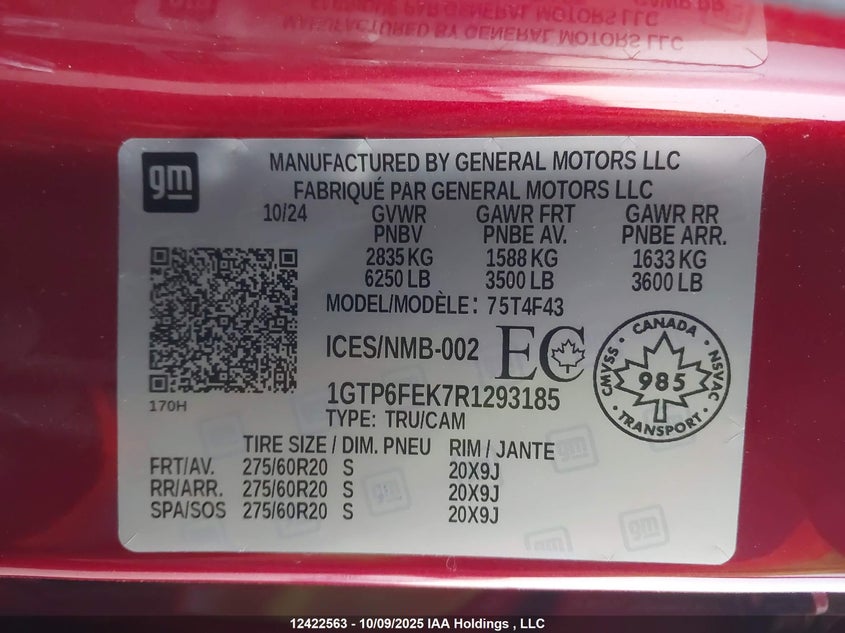 MANUFACTURED BY GENERAL MOTORS LLC
gm
FABRIQUÉ PAR GENERAL MOTORS LLC
10/24 GVWR GAWR FRT GAWR RR
PNBV PNBE AV. PNBE ARR.
2835 KG 1588 KG 1633 KG
6250 LB 3500 LB 3600 LB
MODEL/MODÈLE: 75T4F43
ICES/NMB-002 EC
CANADA
CMVSS 985 NSVAC
TRANSPORT
170H
1GTP6FEK7R1293185
TYPE: TRU/CAM
TIRE SIZE / DIM. PNEU RIM / JANTE
FRT/AV. 275/60R20 S 20X9J
RR/ARR. 275/60R20 S 20X9J
SPA/SOS 275/60R20 S 20X9J
gm
12422563 - 10/09/2025 IAA Holdings , LLC